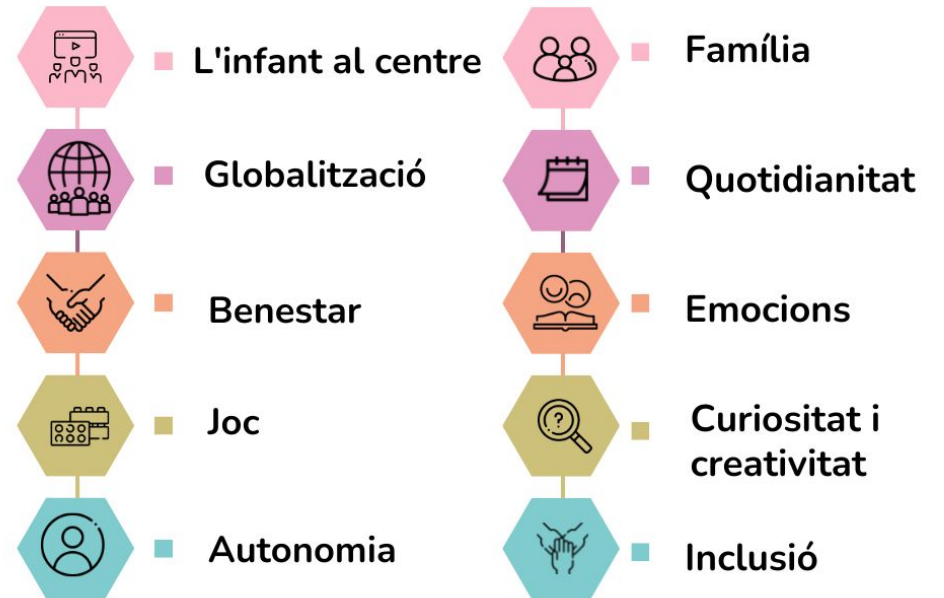 L'infant al centre
Globalització
Benestar
Joc
Autonomia
Família
Quotidianitat
Emocions
Curiositat i
creativitat
Inclusió